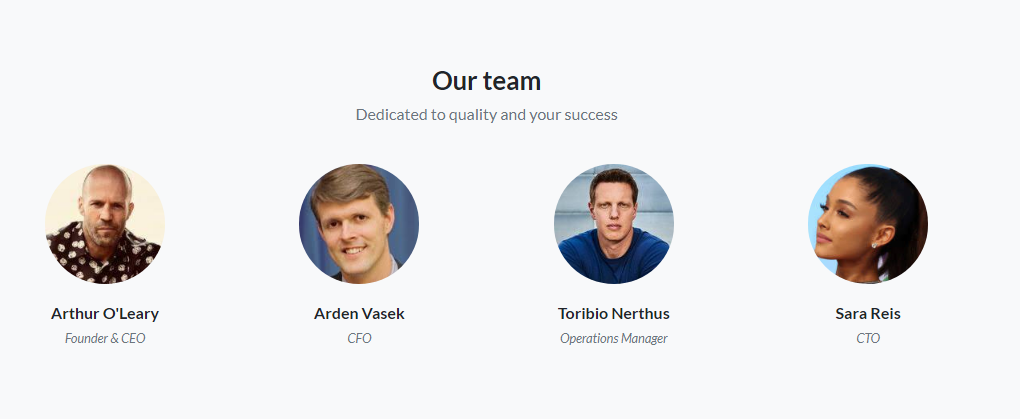 Our team
Dedicated to quality and your success
Arthur O'Leary
Founder & CEO
Arden Vasek
CFO
Toribio Nerthus
Operations Manager
Sara Reis
CTO